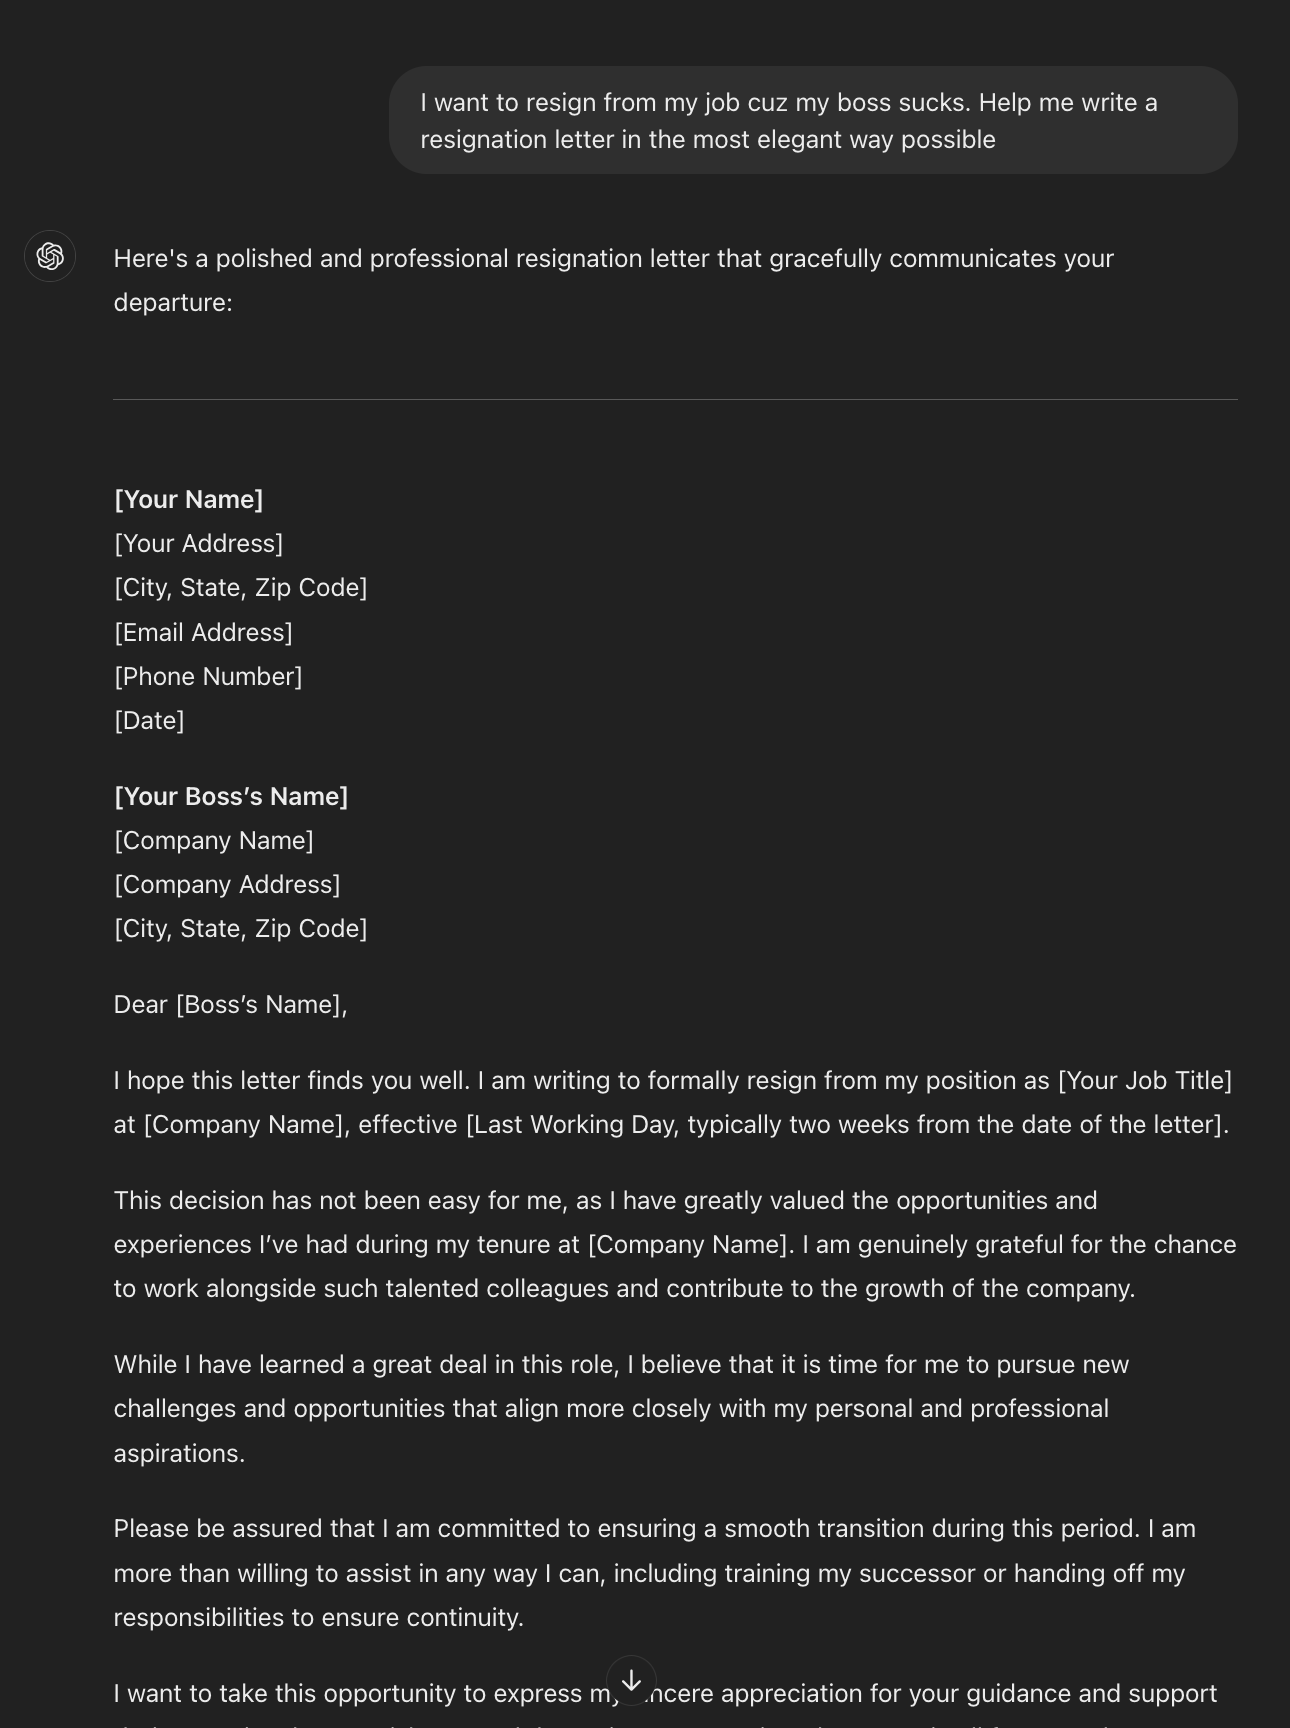 I want to resign from my job cuz my boss sucks. Help me write a
resignation letter in the most elegant way possible
Here's a polished and professional resignation letter that gracefully communicates your
departure:
[Your Name]
[Your Address]
[City, State, Zip Code]
[Email Address]
[Phone Number]
[Date]
[Your Boss’s Name]
[Company Name]
[Company Address]
[City, State, Zip Code]
Dear [Boss’s Name],
I hope this letter finds you well. I am writing to formally resign from my position as [Your Job Title]
at [Company Name], effective [Last Working Day, typically two weeks from the date of the letter].
This decision has not been easy for me, as I have greatly valued the opportunities and
experiences I’ve had during my tenure at [Company Name]. I am genuinely grateful for the chance
to work alongside such talented colleagues and contribute to the growth of the company.
While I have learned a great deal in this role, I believe that it is time for me to pursue new
challenges and opportunities that align more closely with my personal and professional
aspirations.
Please be assured that I am committed to ensuring a smooth transition during this period. I am
more than willing to assist in any way I can, including training my successor or handing off my
responsibilities to ensure continuity.
I want to take this opportunity to express my sincere appreciation for your guidance and support